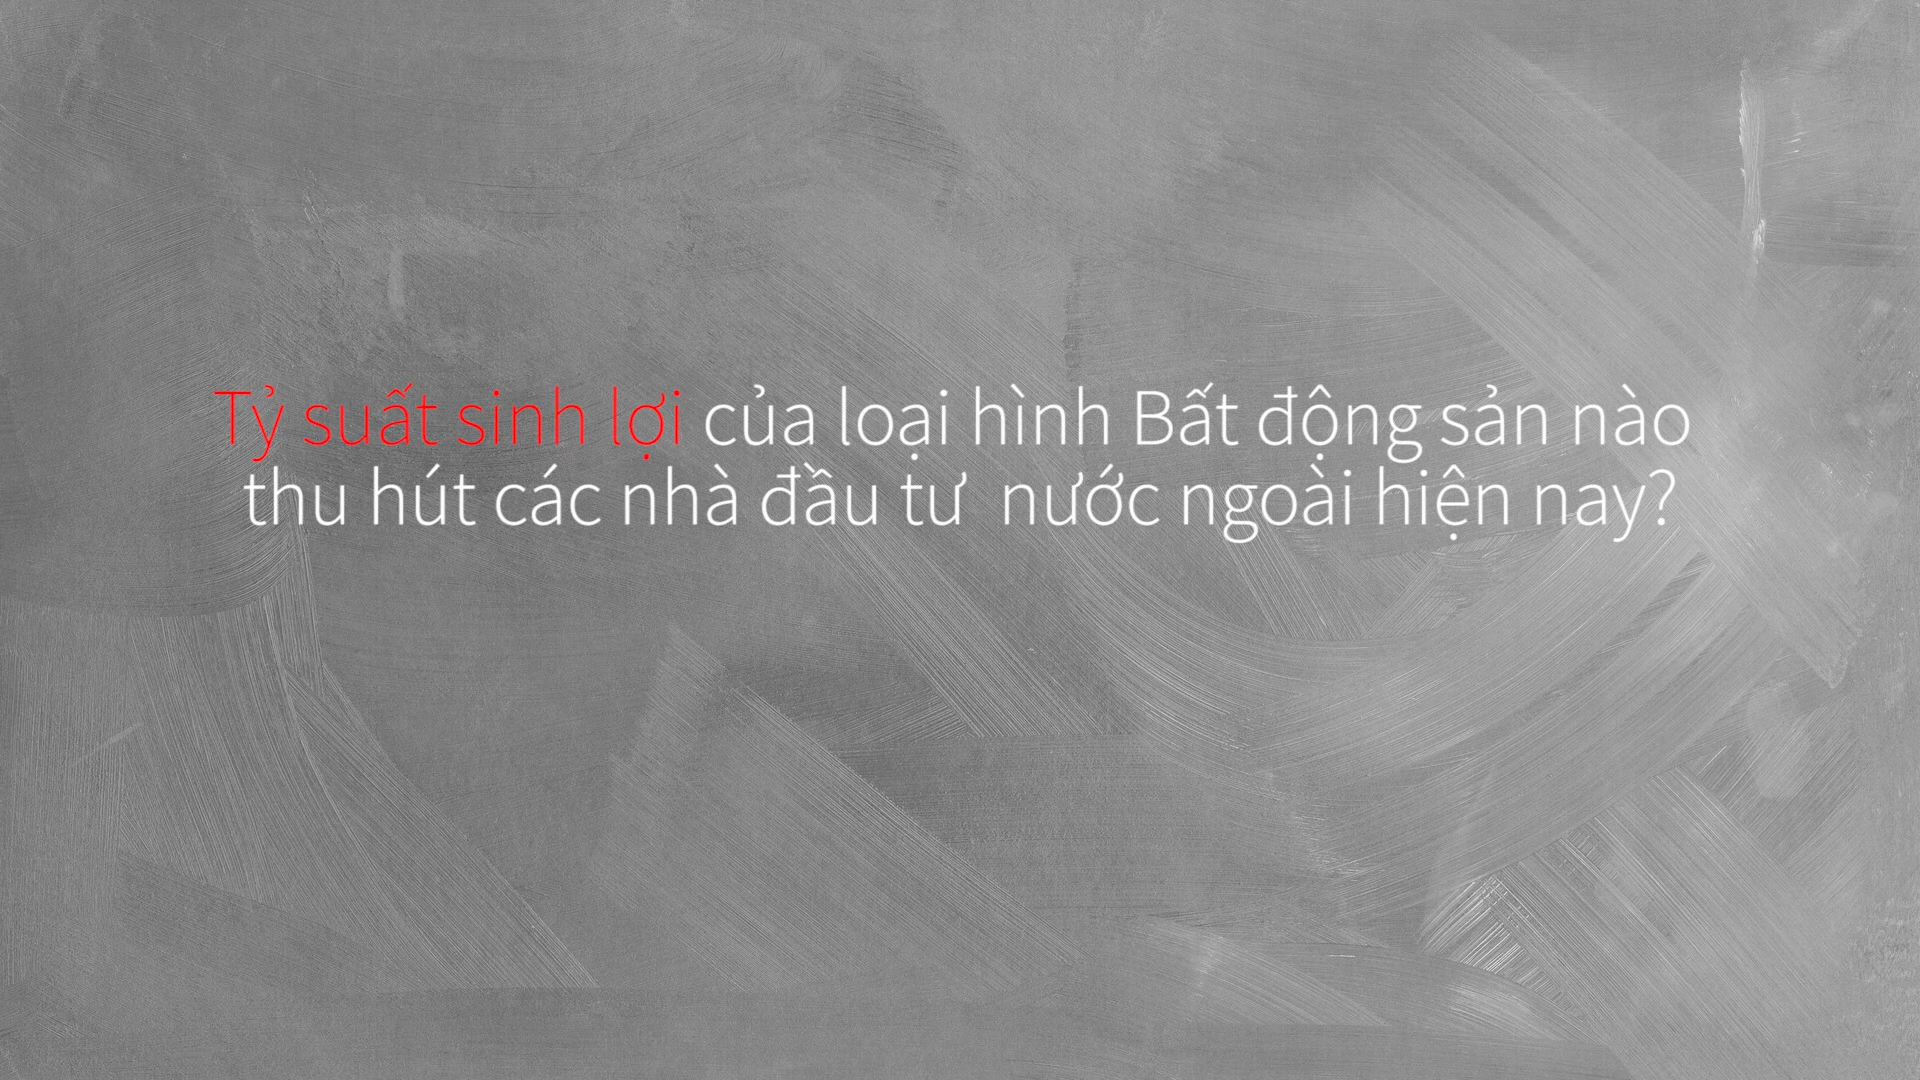 Tỷ suất sinh lợi của loại hình Bất động sản nào
thu hút các nhà đầu tư nước ngoài hiện nay?